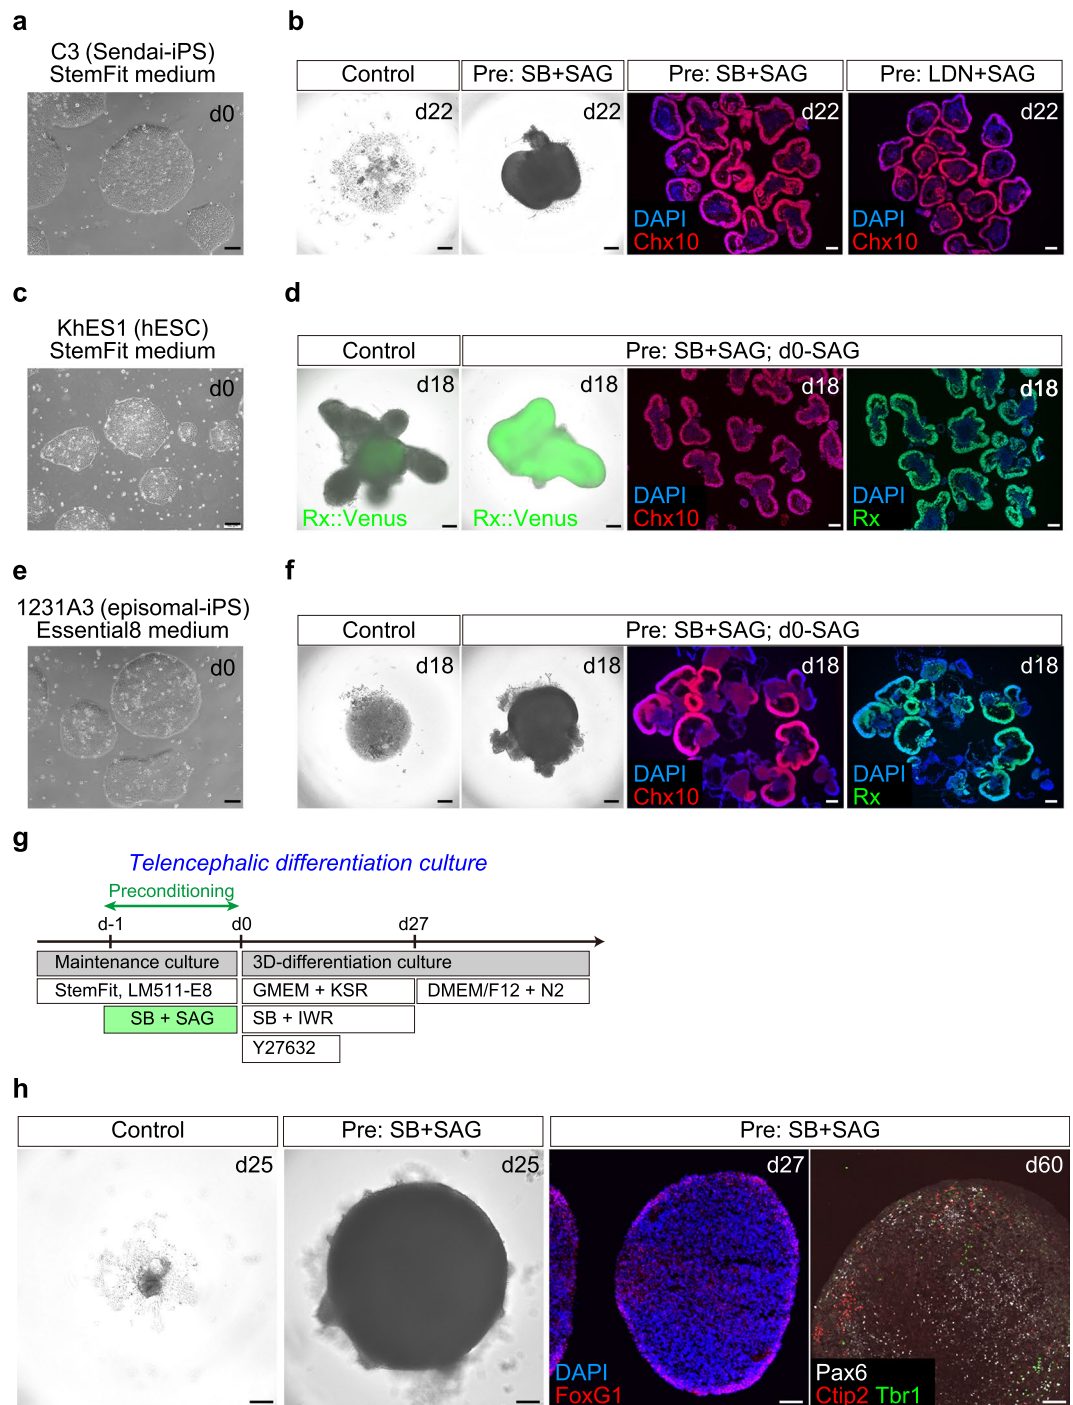 a
C3 (Sendai-iPS)
StemFit medium
d0
b
Control
Pre: SB+SAG
Pre: SB+SAG
Pre: LDN+SAG
d22
d22
d22
d22
DAPI
Chx10
DAPI
Chx10
c
KhES1 (hESC)
StemFit medium
d0
d
Control
Pre: SB+SAG; d0-SAG
d18
d18
d18
d18
Rx::Venus
Rx::Venus
DAPI
Chx10
DAPI
Rx
e
1231A3 (episomal-iPS)
Essential8 medium
d0
f
Control
Pre: SB+SAG; d0-SAG
d18
d18
d18
d18
DAPI
Chx10
DAPI
Rx
g
Telencephalic differentiation culture
Preconditioning
d-1
d0
d27
Maintenance culture
3D-differentiation culture
StemFit, LM511-E8
GMEM + KSR
DMEM/F12 + N2
SB + SAG
SB + IWR
Y27632
h
Control
Pre: SB+SAG
Pre: SB+SAG
d25
d25
d27
d60
DAPI
FoxG1
Pax6
Ctip2 Tbr1